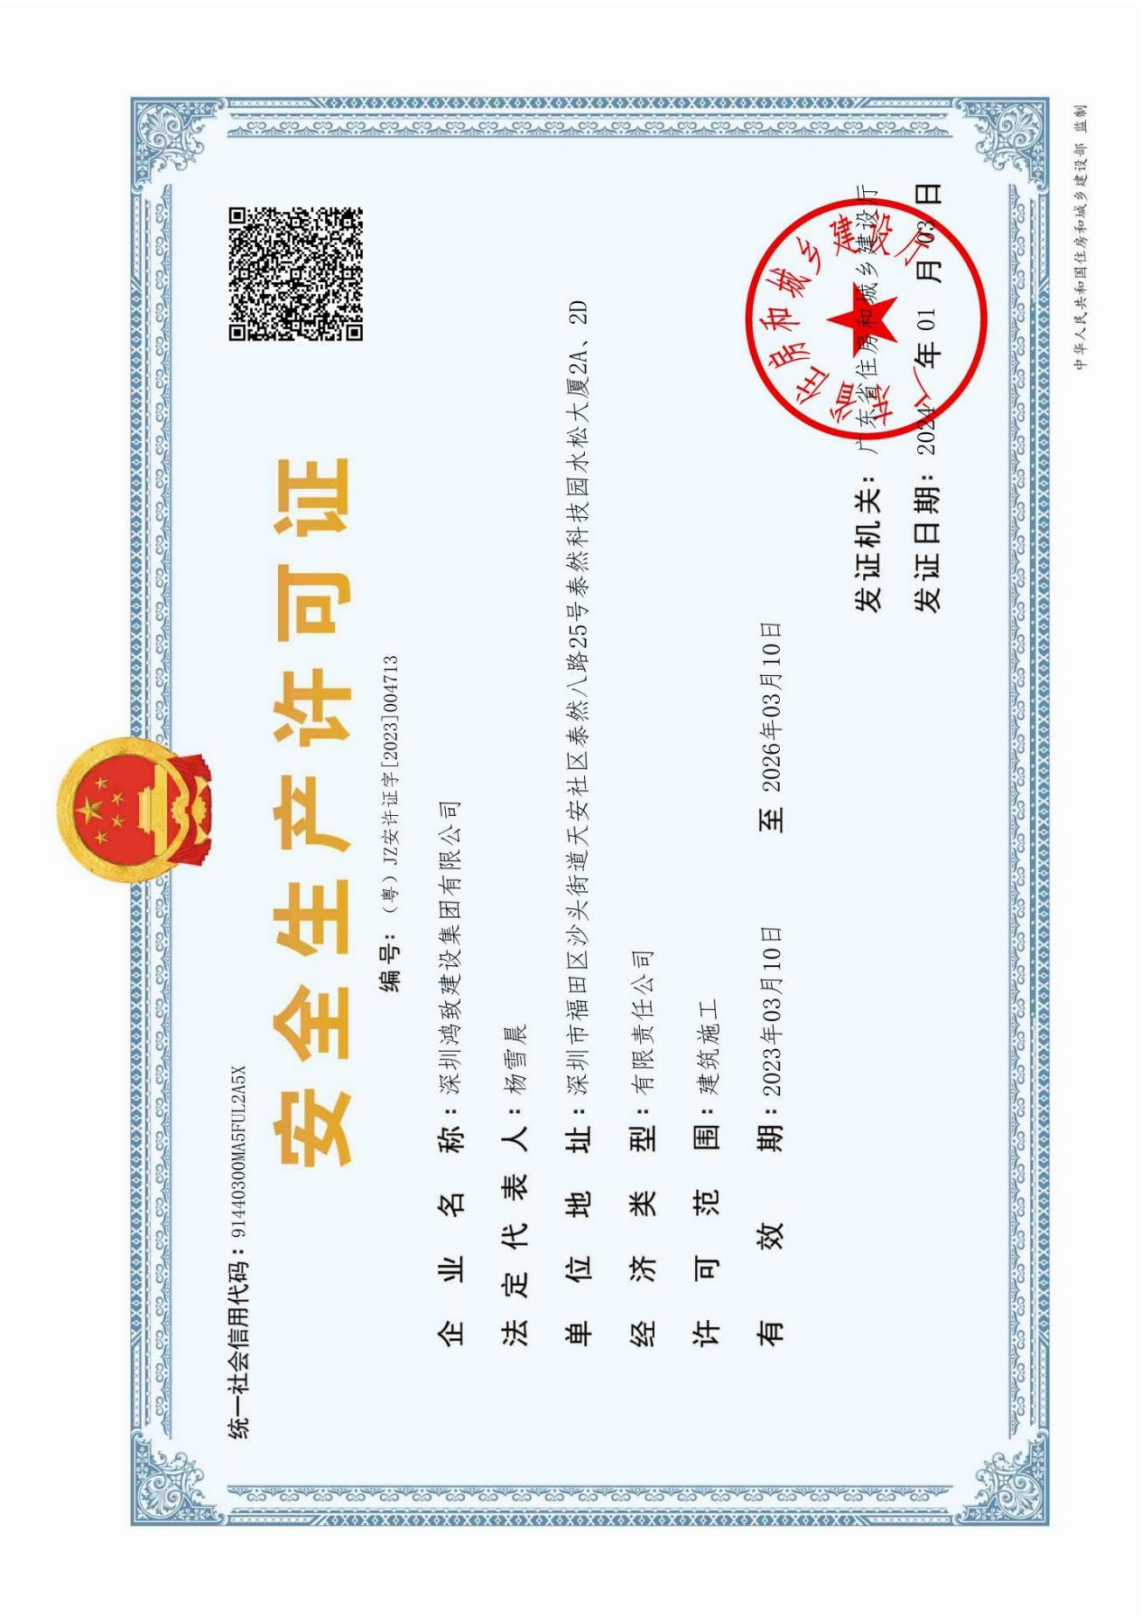 统一社会信用代码：91440300MA5FUL2A5X
安全生产许可证
编号：（粤）JZ安许证字[2023]004713
企业名称：深圳鸿致建设集团有限公司
法定代表人：杨雪晨
单位地址：深圳市福田区沙头街道天安社区泰然八路25号泰然科技园水松大厦2A、2D
经济类型：有限责任公司
许可范围：建筑施工
有效期：2023年03月10日 至 2026年03月10日
发证机关：广东省住房和城乡建设厅
发证日期：2024年01月03日
省住房和城乡建设厅
中华人民共和国住房和城乡建设部 监制